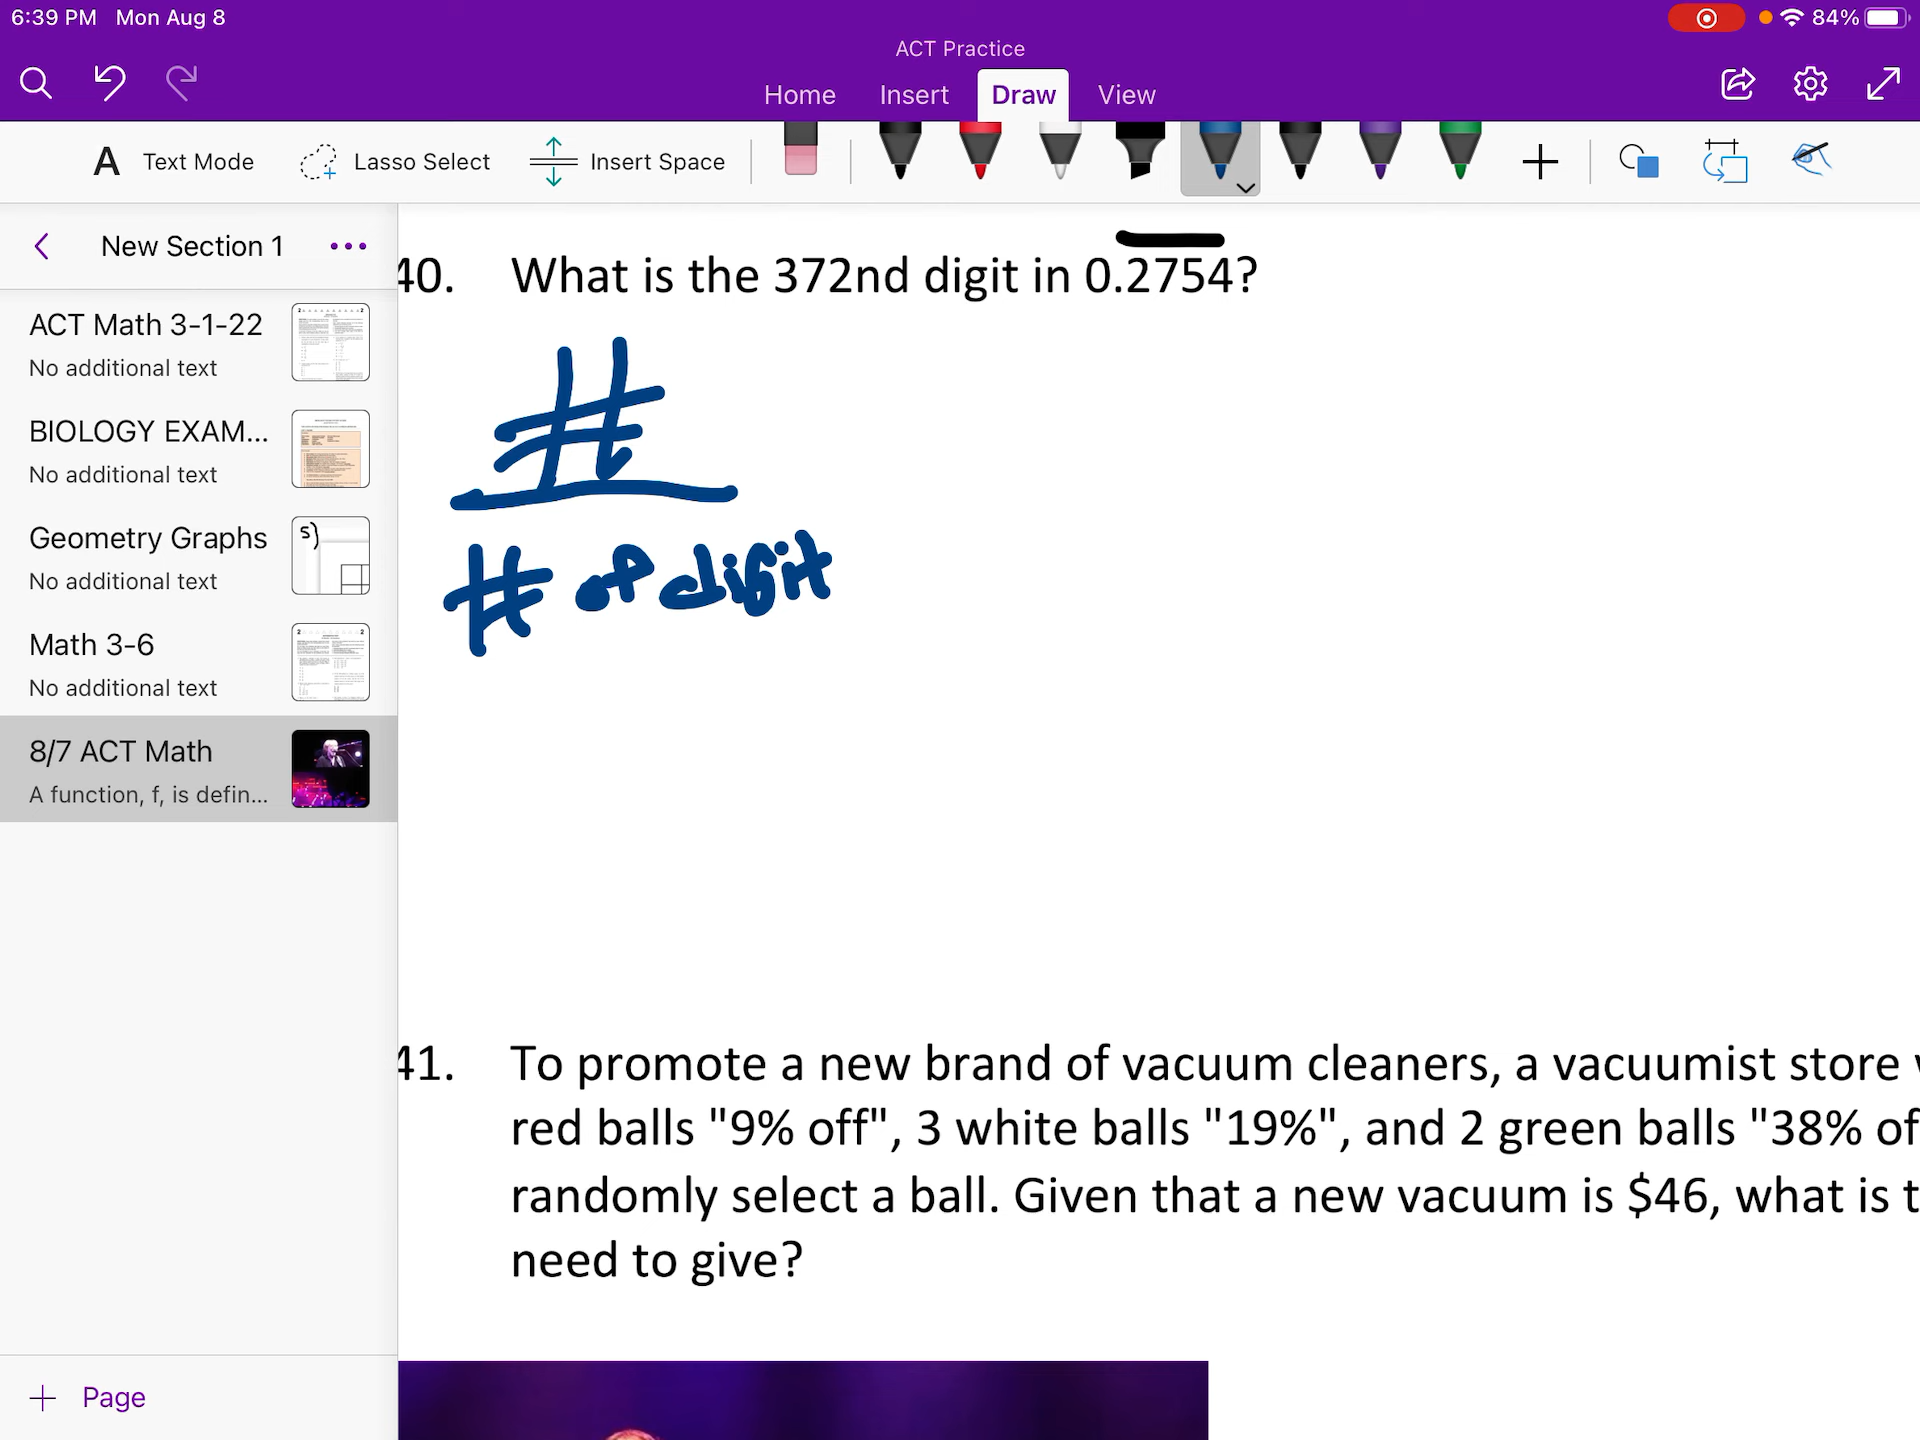 6:39 PM Mon Aug 8
84%
ACT Practice
Home Insert Draw View
A Text Mode Lasso Select Insert Space
New Section 1
ACT Math 3-1-22
No additional text
BIOLOGY EXAM...
No additional text
Geometry Graphs
No additional text
5)
Math 3-6
No additional text
8/7 ACT Math
A function, f, is defin...
+ Page
40. What is the 372nd digit in 0.2754?
#
# of digit
41. To promote a new brand of vacuum cleaners, a vacuumist store
red balls "9% off", 3 white balls "19%", and 2 green balls "38% of
randomly select a ball. Given that a new vacuum is $46, what is t
need to give?